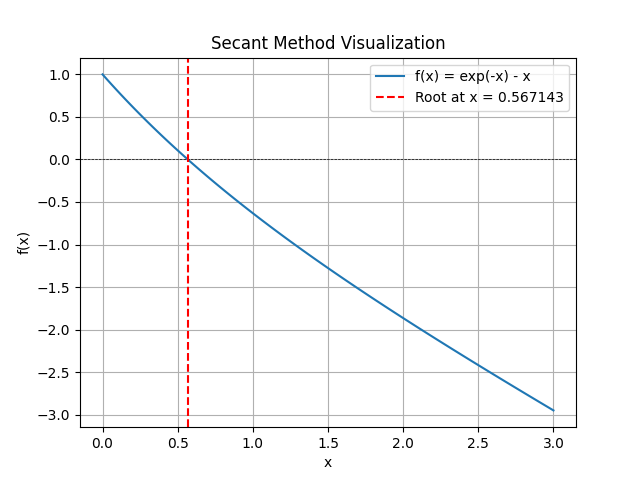 Secant Method Visualization
f(x) = exp(-x) - x
Root at x = 0.567143
1.0
0.5
0.0
−0.5
−1.0
−1.5
−2.0
−2.5
−3.0
f(x)
0.0 0.5 1.0 1.5 2.0 2.5 3.0
x